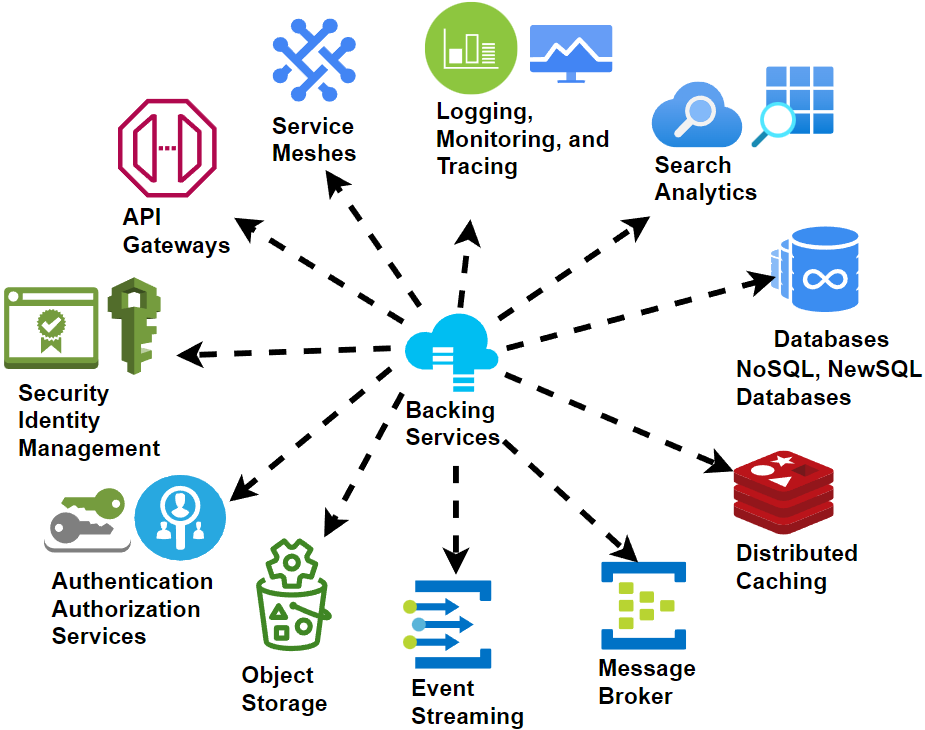 Service
Meshes
Logging,
Monitoring, and
Tracing
Search
Analytics
API
Gateways
Databases
NoSQL, NewSQL
Databases
Security
Identity
Management
Backing
Services
Distributed
Caching
Authentication
Authorization
Services
Object
Storage
Event
Streaming
Message
Broker